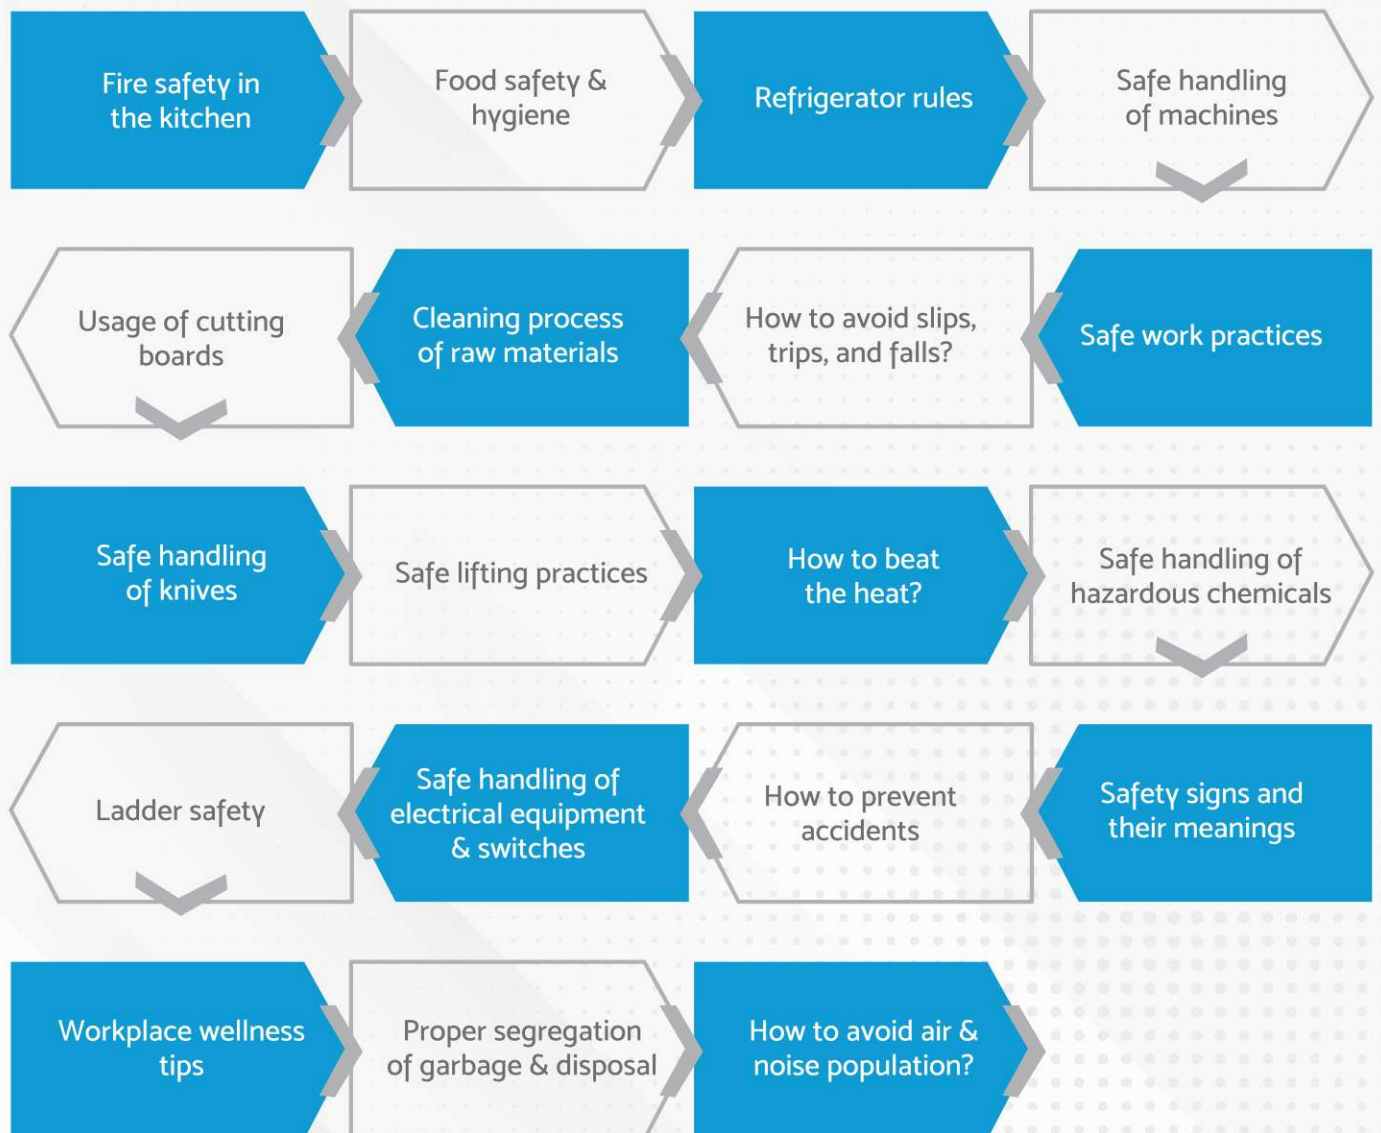 Fire safety in
the kitchen
Food safety &
hygiene
Refrigerator rules
Safe handling
of machines
Safe work practices
How to avoid slips,
trips, and falls?
Cleaning process
of raw materials
Usage of cutting
boards
Safe handling
of knives
Safe lifting practices
How to beat
the heat?
Safe handling of
hazardous chemicals
Safety signs and
their meanings
How to prevent
accidents
Safe handling of
electrical equipment
& switches
Ladder safety
Workplace wellness
tips
Proper segregation
of garbage & disposal
How to avoid air &
noise population?